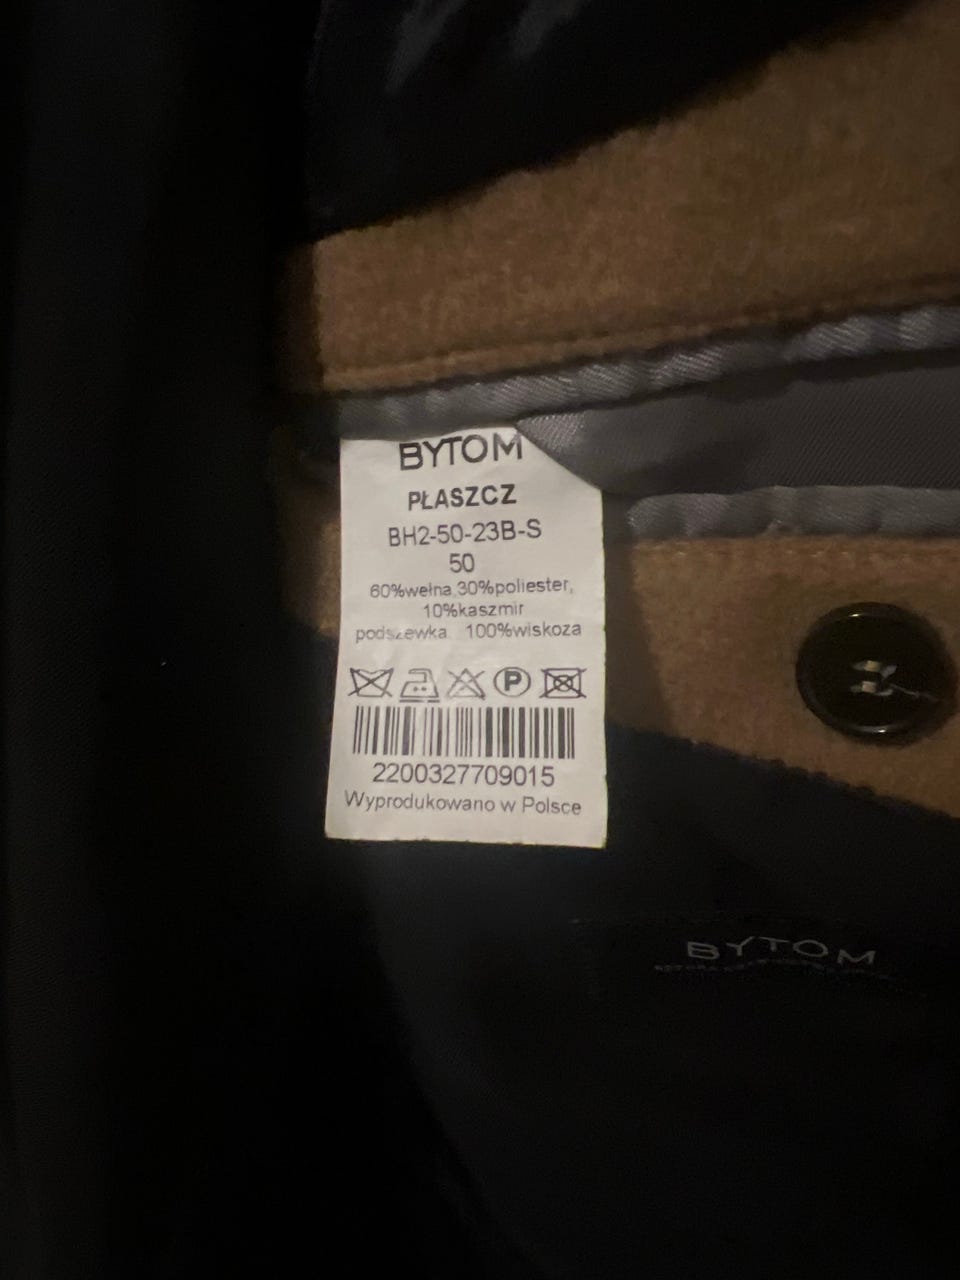 BYTOM
PŁASZCZ
BH2-50-23B-S
50
60%wełna,30%poliester,
10%kaszmir
podszewka 100%wiskoza
P
2200327709015
Wyprodukowano w Polsce
BYTOM